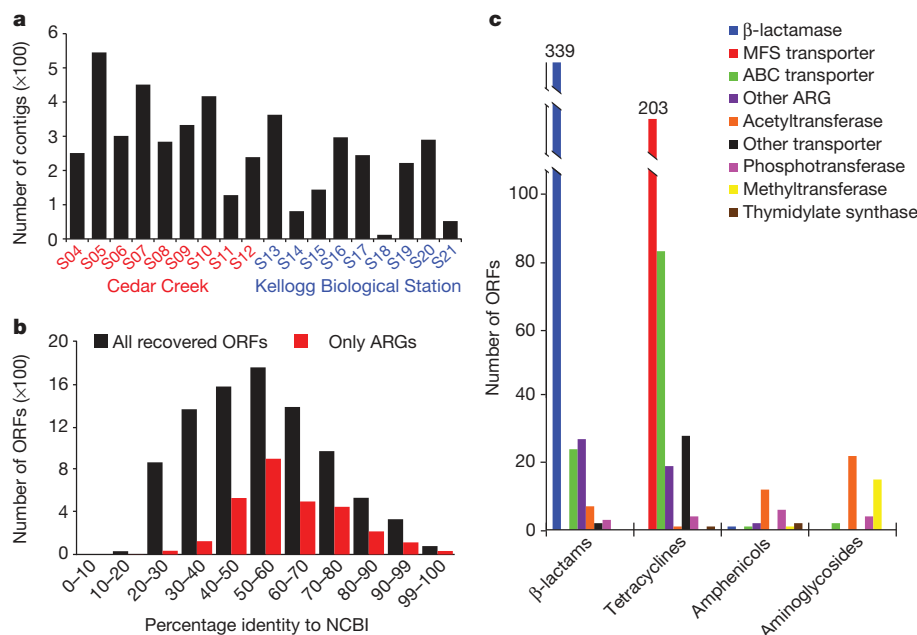 a
Number of contigs (×100)
6
5
4
3
2
1
0
S04 S05 S06 S07 S08 S09 S10 S11 S12 S13 S14 S15 S16 S17 S18 S19 S20 S21
Cedar Creek Kellogg Biological Station
b
All recovered ORFs Only ARGs
Number of ORFs (×100)
20
16
12
8
4
0
0–10 10–20 20–30 30–40 40–50 50–60 60–70 70–80 80–90 90–99 99–100
Percentage identity to NCBI
c
339
203
β-lactamase
MFS transporter
ABC transporter
Other ARG
Acetyltransferase
Other transporter
Phosphotransferase
Methyltransferase
Thymidylate synthase
Number of ORFs
100
80
60
40
20
0
β-lactams Tetracyclines Amphenicols Aminoglycosides